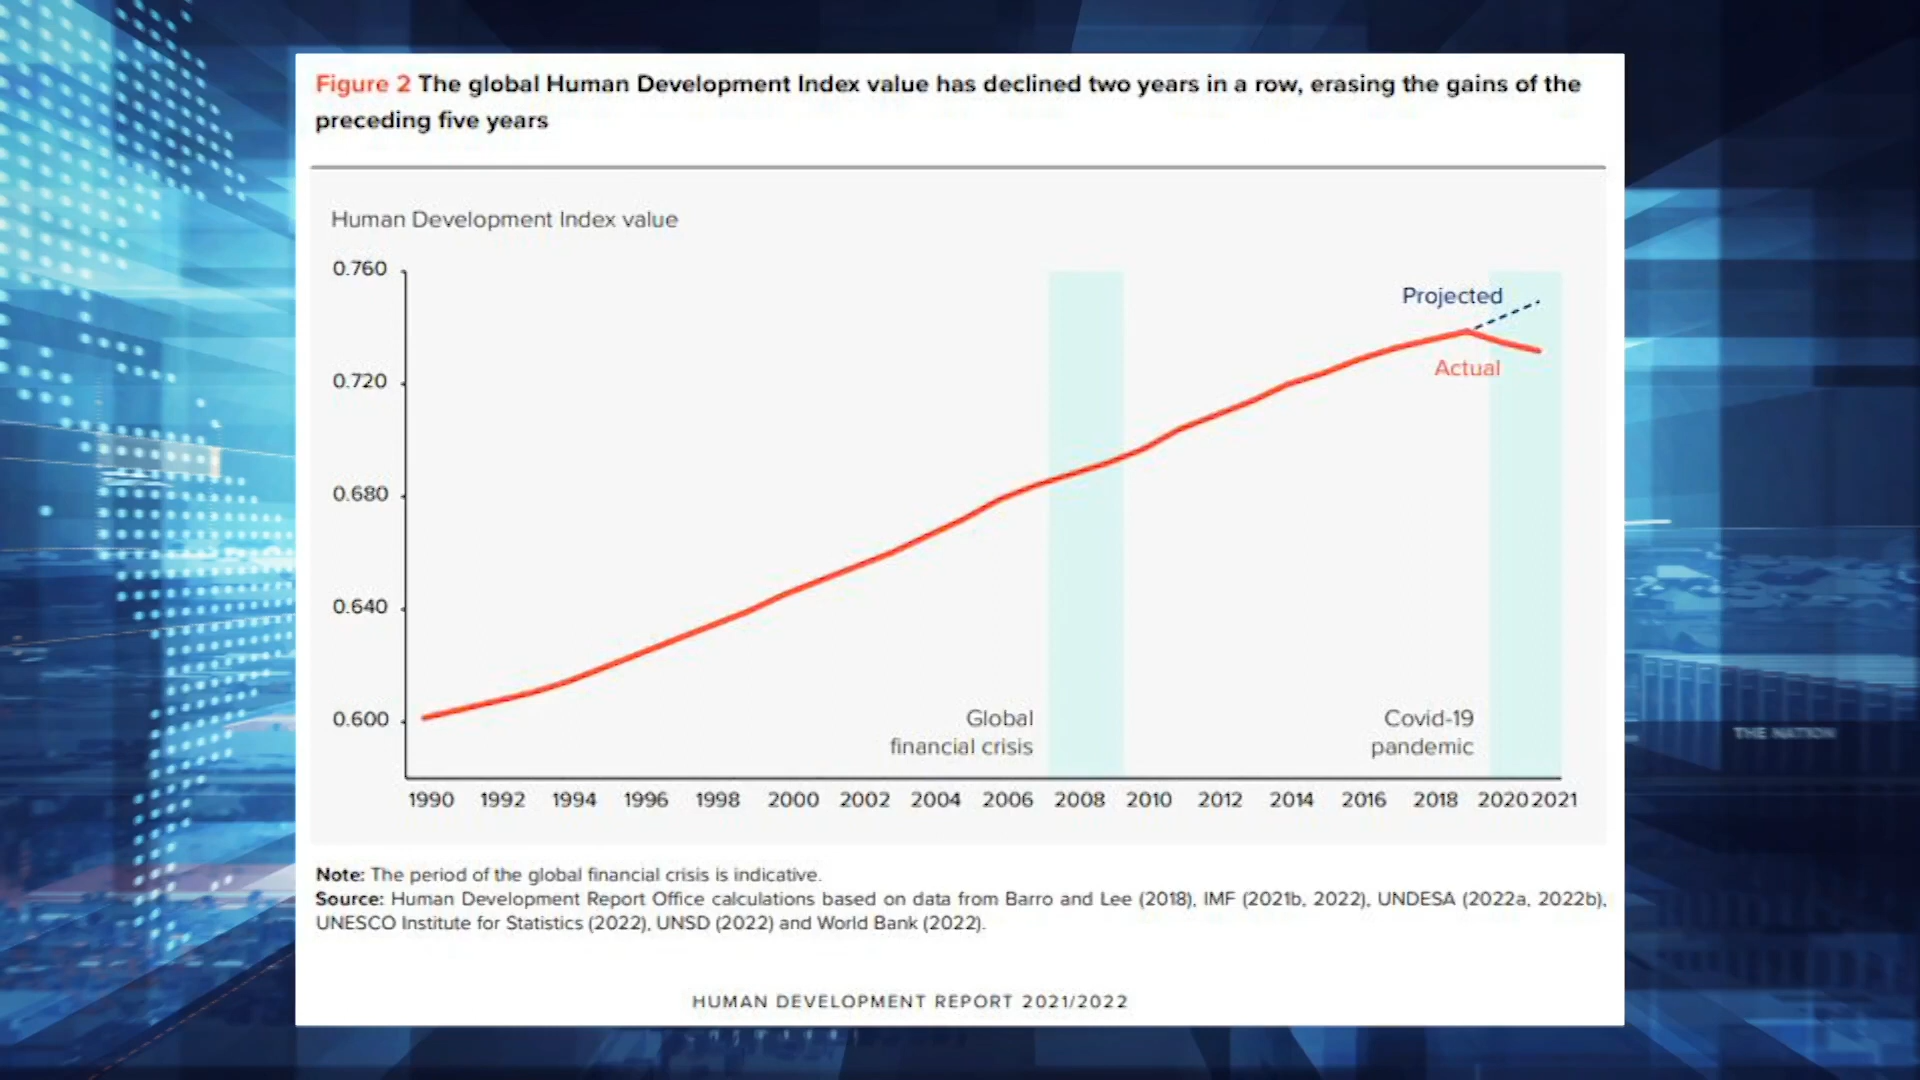 Figure 2 The global Human Development Index value has declined two years in a row, erasing the gains of the
preceding five years
Human Development Index value
0.760
0.720
0.680
0.640
0.600
Projected
Actual
Global
financial crisis
Covid-19
pandemic
1990 1992 1994 1996 1998 2000 2002 2004 2006 2008 2010 2012 2014 2016 2018 2020 2021
Note: The period of the global financial crisis is indicative.
Source: Human Development Report Office calculations based on data from Barro and Lee (2018), IMF (2021b, 2022), UNDESA (2022a, 2022b),
UNESCO Institute for Statistics (2022), UNSD (2022) and World Bank (2022).
HUMAN DEVELOPMENT REPORT 2021/2022
THE NATION